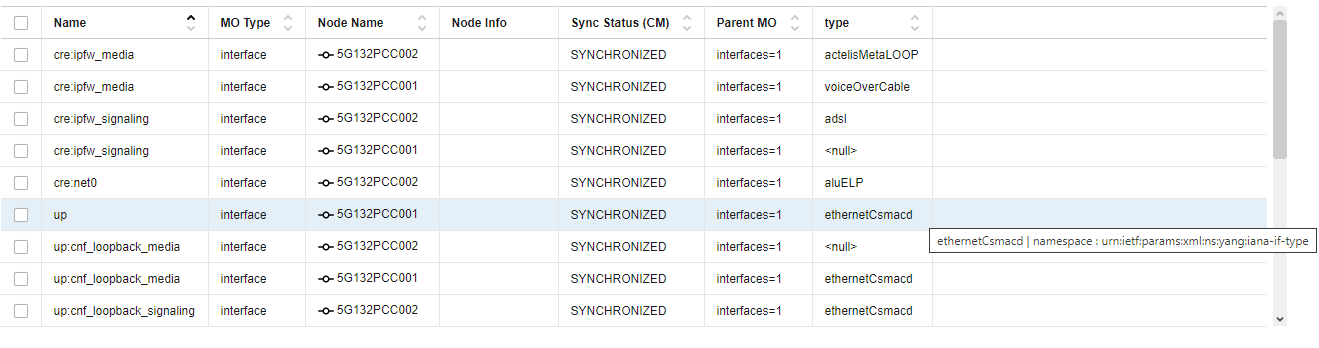 Name MO Type Node Name Node Info Sync Status (CM) Parent MO type
cre:ipfw_media interface 5G132PCC002 SYNCHRONIZED interfaces=1 actelisMetaLOOP
cre:ipfw_media interface 5G132PCC001 SYNCHRONIZED interfaces=1 voiceOverCable
cre:ipfw_signaling interface 5G132PCC002 SYNCHRONIZED interfaces=1 adsl
cre:ipfw_signaling interface 5G132PCC001 SYNCHRONIZED interfaces=1 <null>
cre:net0 interface 5G132PCC002 SYNCHRONIZED interfaces=1 aluELP
up interface 5G132PCC001 SYNCHRONIZED interfaces=1 ethernetCsmacd
ethernetCsmacd | namespace : urn:ietf:params:xml:ns:yang:iana-if-type
up:cnf_loopback_media interface 5G132PCC002 SYNCHRONIZED interfaces=1 <null>
up:cnf_loopback_media interface 5G132PCC001 SYNCHRONIZED interfaces=1 ethernetCsmacd
up:cnf_loopback_signaling interface 5G132PCC002 SYNCHRONIZED interfaces=1 ethernetCsmacd